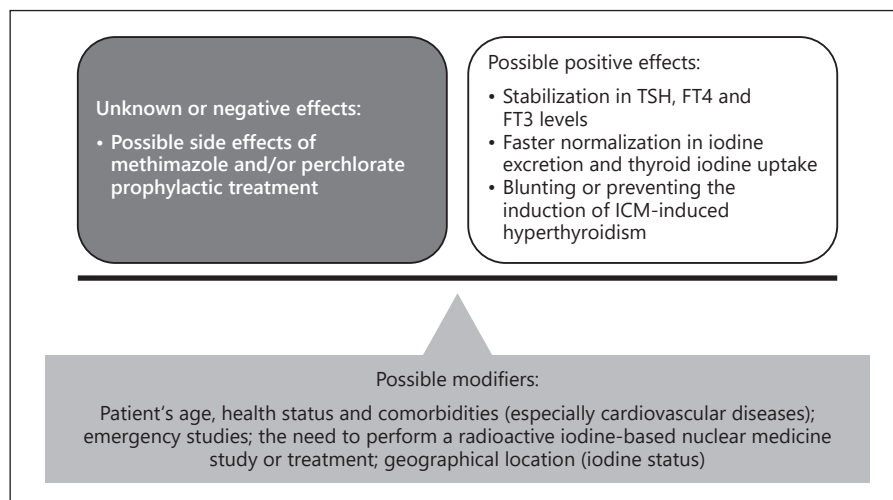 Unknown or negative effects:
• Possible side effects of
methimazole and/or perchlorate
prophylactic treatment
Possible positive effects:
• Stabilization in TSH, FT4 and
FT3 levels
• Faster normalization in iodine
excretion and thyroid iodine uptake
• Blunting or preventing the
induction of ICM-induced
hyperthyroidism
Possible modifiers:
Patient‘s age, health status and comorbidities (especially cardiovascular diseases);
emergency studies; the need to perform a radioactive iodine-based nuclear medicine
study or treatment; geographical location (iodine status)